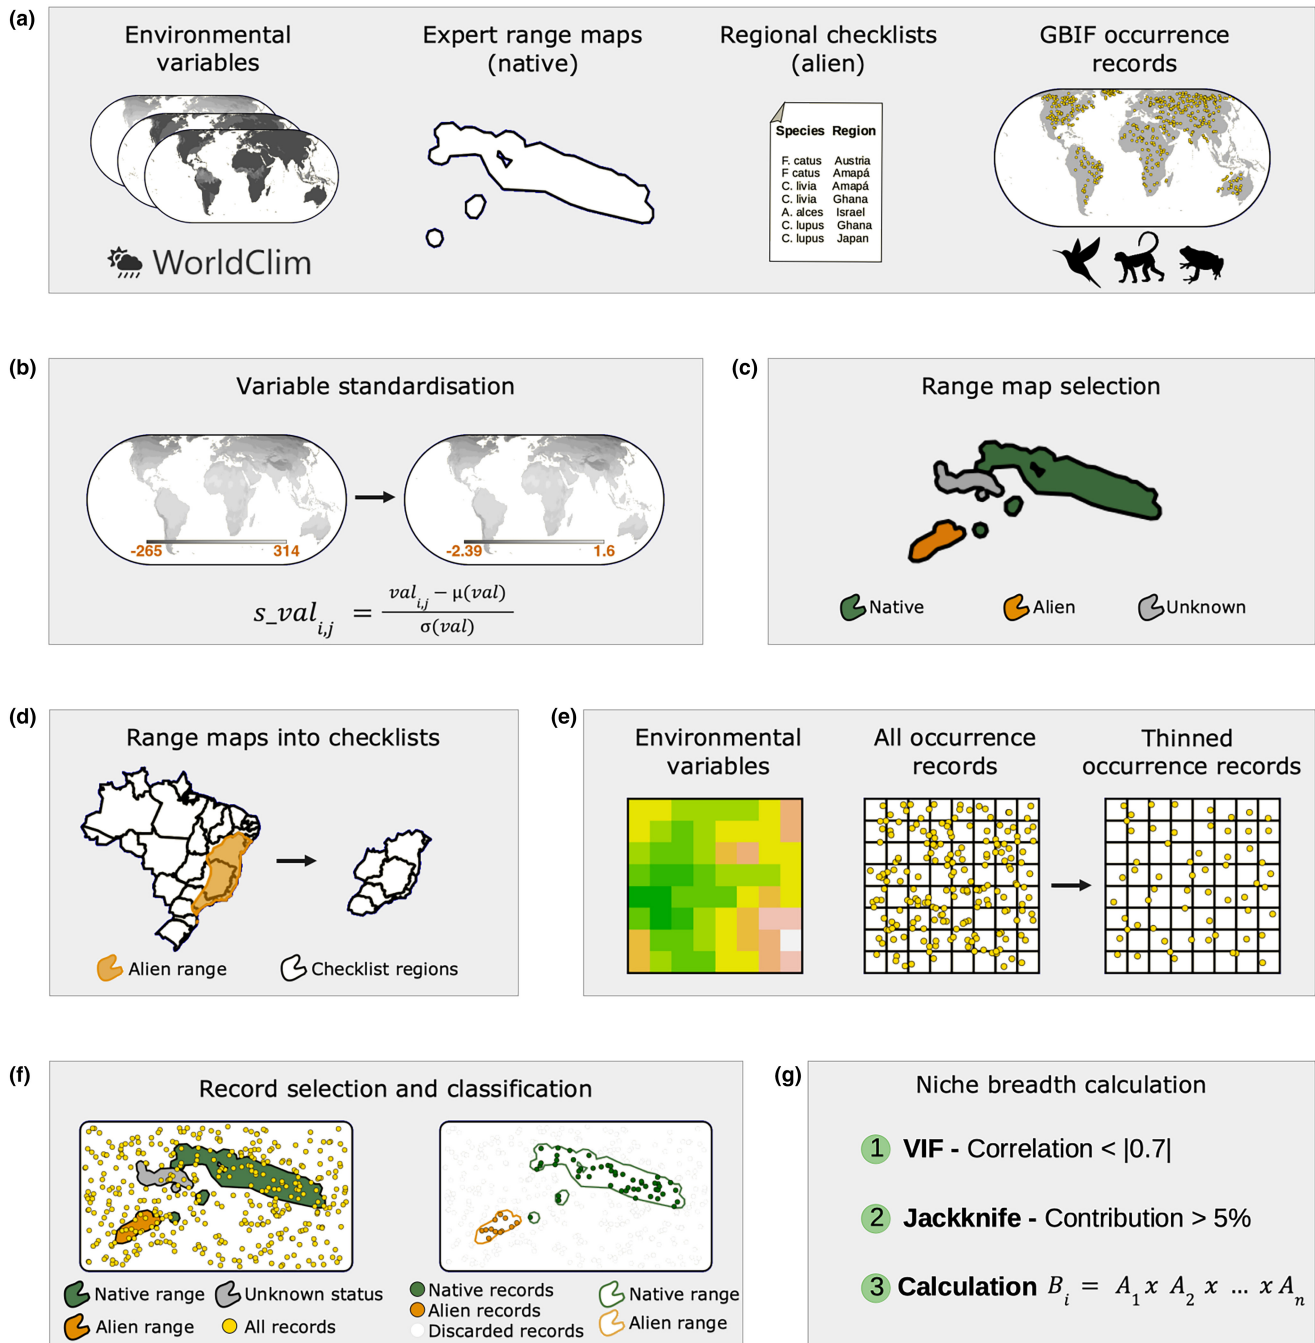 (a)
Environmental
variables
Expert range maps
(native)
Regional checklists
(alien)
GBIF occurrence
records
Species Region
F. catus Austria
F catus Amapá
C. livia Amapá
C. livia Ghana
A. alces Israel
C. lupus Ghana
C. lupus Japan
WorldClim
(b)
Variable standardisation
-265 314
-2.39 1.6
s_val_{i,j} = \frac{val_{i,j} − μ(val)}{σ(val)}
(c)
Range map selection
Native Alien Unknown
(d)
Range maps into checklists
Alien range Checklist regions
(e)
Environmental
variables
All occurrence
records
Thinned
occurrence records
(f)
Record selection and classification
Native range Unknown status
Alien range All records
Native records
Alien records
Discarded records
Native range
Alien range
(g)
Niche breadth calculation
1 VIF - Correlation < |0.7|
2 Jackknife - Contribution > 5%
3 Calculation B_i = A_1 x A_2 x ... x A_n